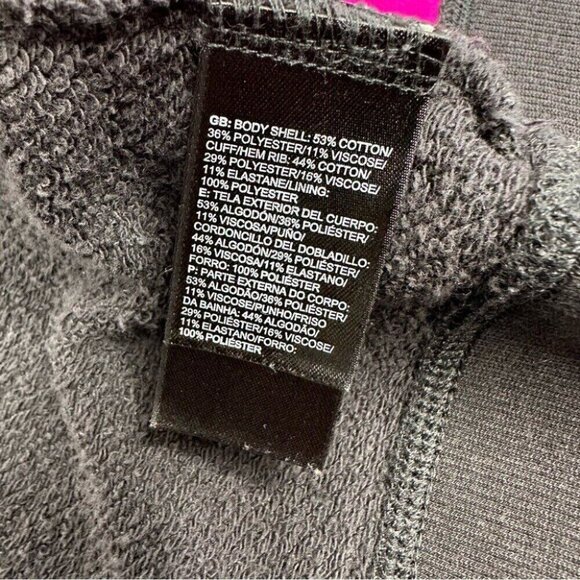 GB: BODY SHELL: 53% COTTON/
36% POLYESTER/11% VISCOSE/
CUFF/HEM RIB: 44% COTTON/
29% POLYESTER/16% VISCOSE/
11% ELASTANE/LINING:
100% POLYESTER
E: TELA EXTERIOR DEL CUERPO:
53% ALGODÓN/36% POLIÉSTER/
11% VISCOSA/PUÑO/
CORDONCILLO DEL DOBLADILLO:
44% ALGODÓN/29% POLIÉSTER/
16% VISCOSA/11% ELASTANO/
FORRO: 100% POLIÉSTER
P: PARTE EXTERNA DO CORPO:
53% ALGODÃO/36% POLIÉSTER/
11% VISCOSE/PUNHO/FRISO
DA BAINHA: 44% ALGODÃO/
29% POLIÉSTER/16% VISCOSE/
11% ELASTANO/FORRO:
100% POLIÉSTER